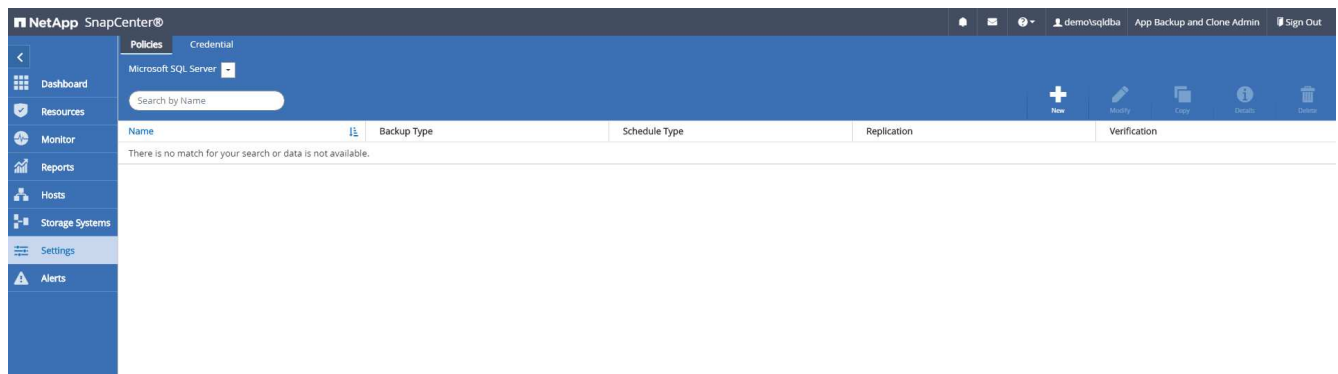 NetApp SnapCenter®
demo\sqldba App Backup and Clone Admin Sign Out
Policies Credential
Microsoft SQL Server
Search by Name
New Modify Copy Details Delete
Name Backup Type Schedule Type Replication Verification
There is no match for your search or data is not available.
Dashboard
Resources
Monitor
Reports
Hosts
Storage Systems
Settings
Alerts